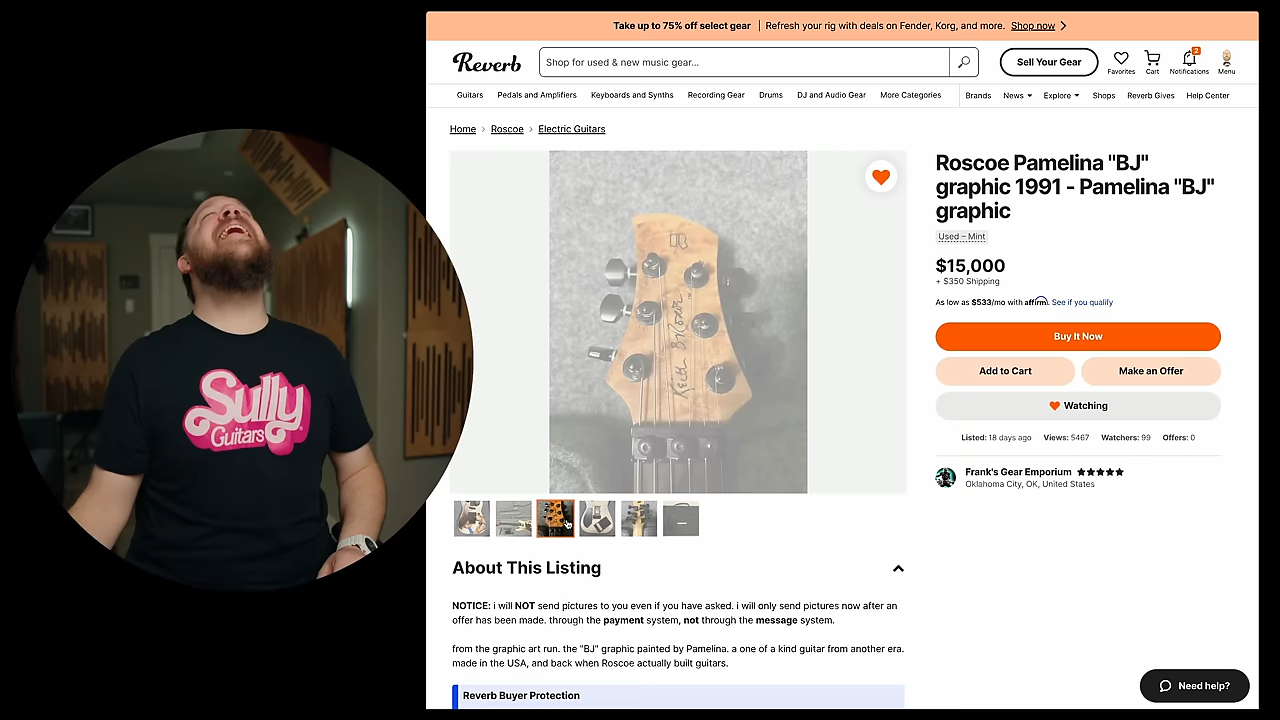 Take up to 75% off select gear | Refresh your rig with deals on Fender, Korg, and more. Shop now
Reverb
Shop for used & new music gear...
Sell Your Gear
Favorites
Cart
2
Notifications
Menu
Guitars
Pedals and Amplifiers
Keyboards and Synths
Recording Gear
Drums
DJ and Audio Gear
More Categories
Brands
News
Explore
Shops
Reverb Gives
Help Center
Home > Roscoe > Electric Guitars
Sully
Guitars
Keith B. Roscoe
Roscoe Pamelina "BJ"
graphic 1991 - Pamelina "BJ"
graphic
Used – Mint
$15,000
+ $350 Shipping
As low as $533/mo with affirm. See if you qualify
Buy It Now
Add to Cart
Make an Offer
Watching
Listed: 18 days ago
Views: 5467
Watchers: 99
Offers: 0
Frank's Gear Emporium ★★★★★
Oklahoma City, OK, United States
About This Listing
NOTICE: i will NOT send pictures to you even if you have asked. i will only send pictures now after an
offer has been made. through the payment system, not through the message system.
from the graphic art run. the "BJ" graphic painted by Pamelina. a one of a kind guitar from another era.
made in the USA, and back when Roscoe actually built guitars.
Reverb Buyer Protection
Need help?